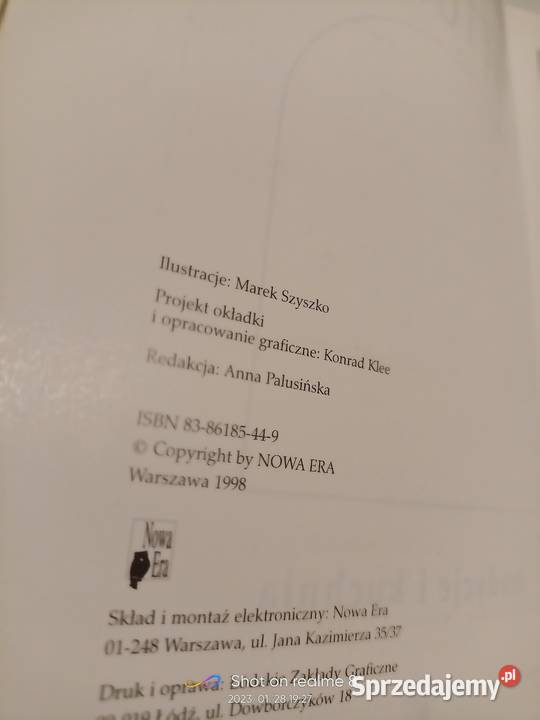 Ilustracje: Marek Szyszko
Projekt okładki
i opracowanie graficzne: Konrad Klee
Redakcja: Anna Palusińska
ISBN 83-86185-44-9
© Copyright by NOWA ERA
Warszawa 1998
Nowa
Era
Skład i montaż elektroniczny: Nowa Era
01-248 Warszawa, ul. Jana Kazimierza 35/37
Druk i oprawa: Łódzkie Zakłady Graficzne
Łódź, ul. Dowborczyków 18
i kuchnia
Shot on realme 8
2023.01.28 19:27
Sprzedajemy.pl